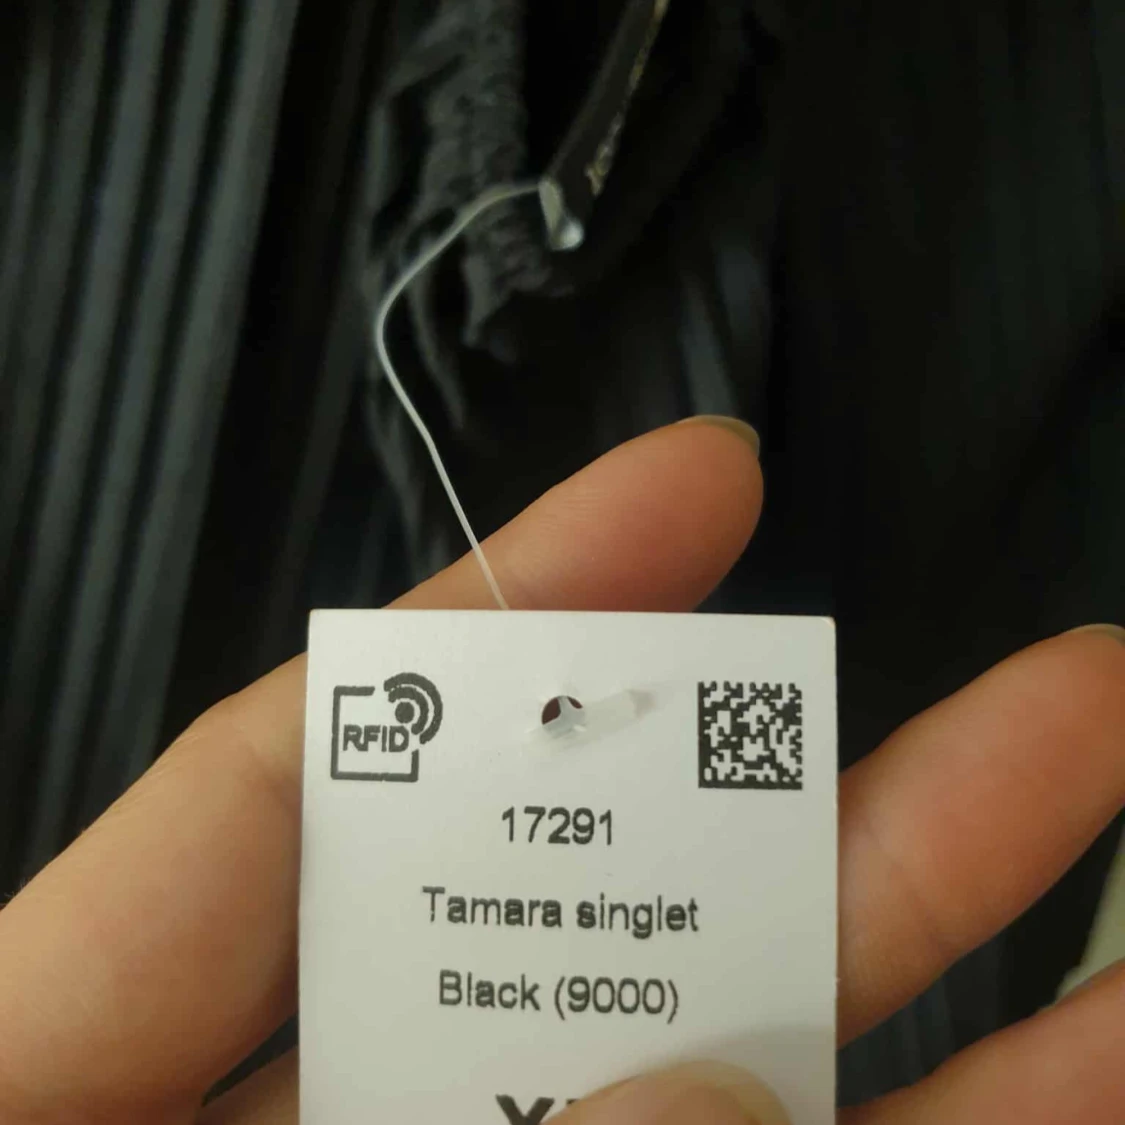 RFID
17291
Tamara singlet
Black (9000)